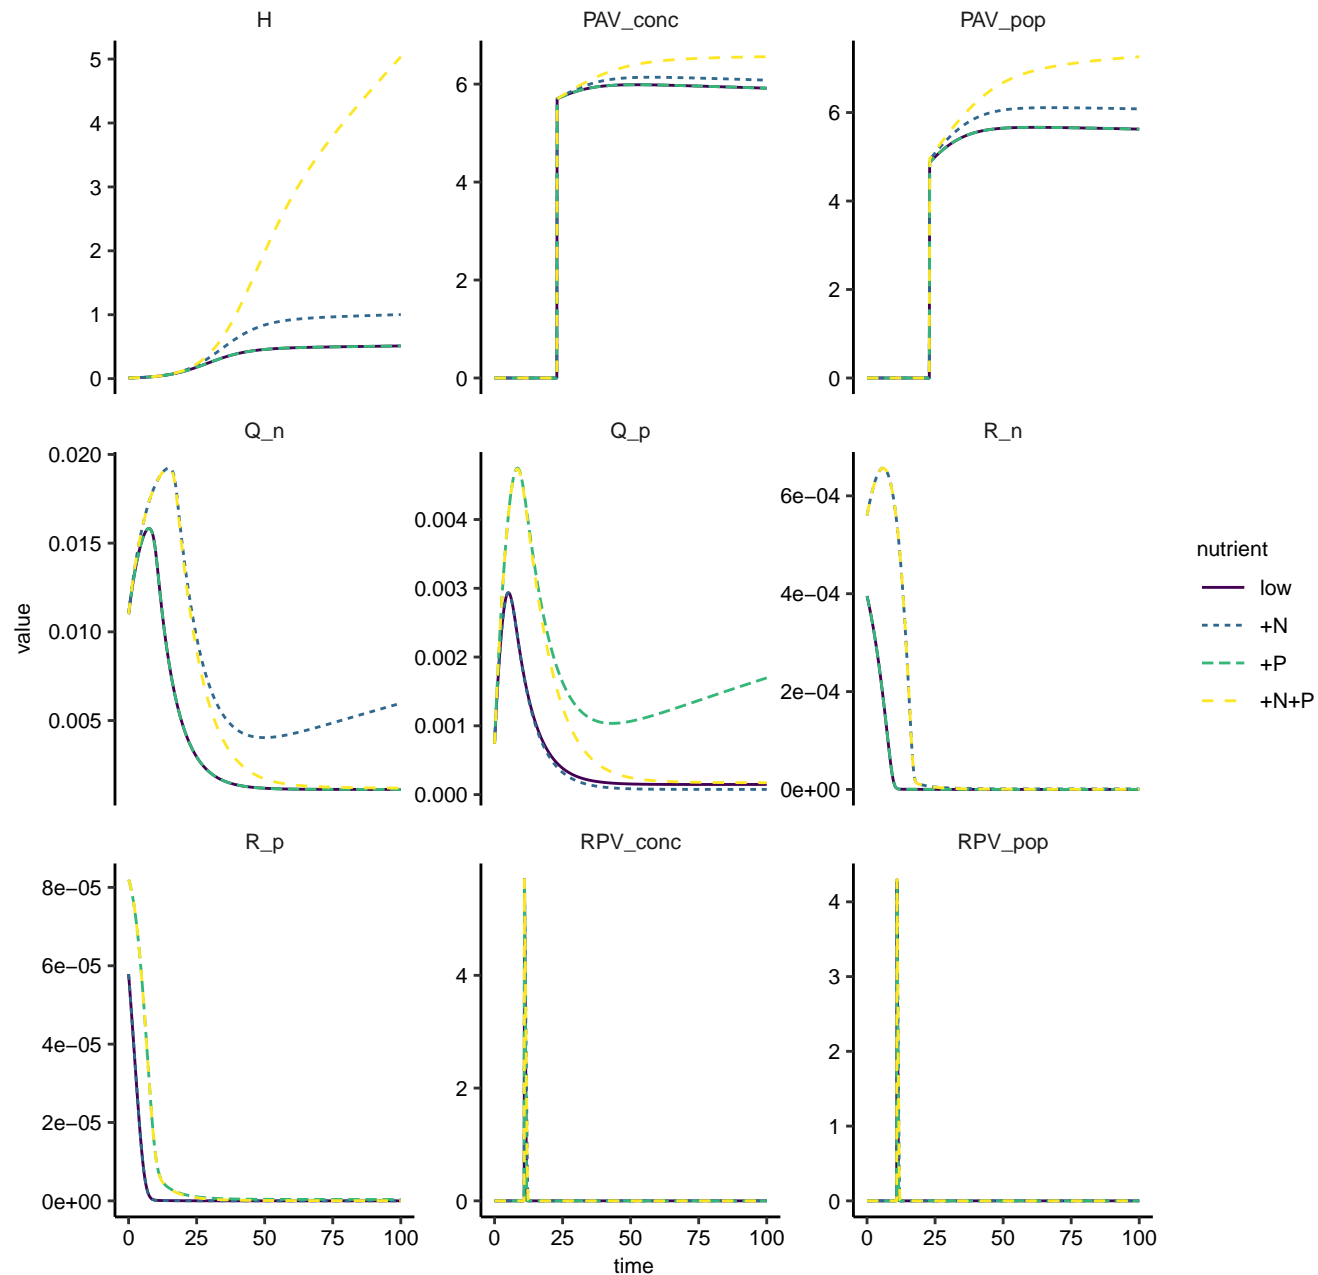 H PAV_conc PAV_pop
5
4
3
2
1
0
6
4
2
0
6
4
2
0
Q_n Q_p R_n
0.020
0.015
0.010
0.005
0.004
0.003
0.002
0.001
0.000
6e−04
4e−04
2e−04
0e+00
value
nutrient
low
+N
+P
+N+P
R_p RPV_conc RPV_pop
8e−05
6e−05
4e−05
2e−05
0e+00
4
2
0
4
3
2
1
0
0 25 50 75 100
0 25 50 75 100
0 25 50 75 100
time